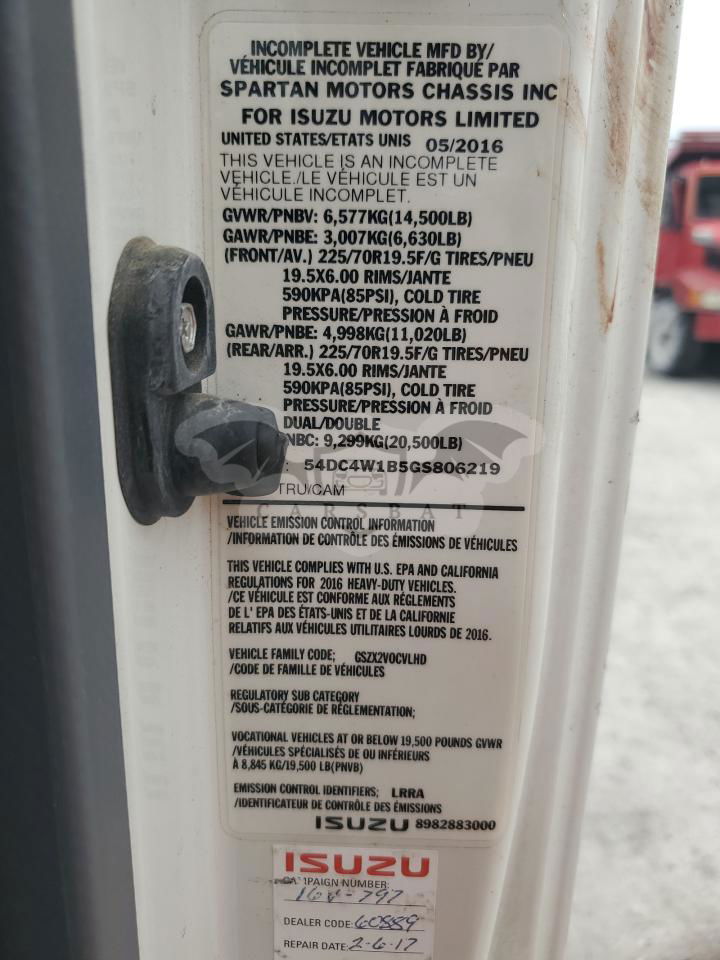 INCOMPLETE VEHICLE MFD BY/
VÉHICULE INCOMPLET FABRIQUÉ PAR
SPARTAN MOTORS CHASSIS INC
FOR ISUZU MOTORS LIMITED
UNITED STATES/ETATS UNIS 05/2016
THIS VEHICLE IS AN INCOMPLETE
VEHICLE./LE VÉHICULE EST UN
VÉHICULE INCOMPLET.
GVWR/PNBV: 6,577KG(14,500LB)
GAWR/PNBE: 3,007KG(6,630LB)
(FRONT/AV.) 225/70R19.5F/G TIRES/PNEU
19.5X6.00 RIMS/JANTE
590KPA(85PSI), COLD TIRE
PRESSURE/PRESSION À FROID
GAWR/PNBE: 4,998KG(11,020LB)
(REAR/ARR.) 225/70R19.5F/G TIRES/PNEU
19.5X6.00 RIMS/JANTE
590KPA(85PSI), COLD TIRE
PRESSURE/PRESSION À FROID
DUAL/DOUBLE
NBC: 9,299KG(20,500LB)
: 54DC4W1B5GS806219
TRU/CAM
CARSBAT
VEHICLE EMISSION CONTROL INFORMATION
/INFORMATION DE CONTRÔLE DES ÉMISSIONS DE VÉHICULES
THIS VEHICLE COMPLIES WITH U.S. EPA AND CALIFORNIA
REGULATIONS FOR 2016 HEAVY-DUTY VEHICLES.
/CE VÉHICULE EST CONFORME AUX RÉGLEMENTS
DE L' EPA DES ÉTATS-UNIS ET DE LA CALIFORNIE
RELATIFS AUX VÉHICULES UTILITAIRES LOURDS DE 2016.
VEHICLE FAMILY CODE; GSZX2VOCVLHD
/CODE DE FAMILLE DE VÉHICULES
REGULATORY SUB CATEGORY
/SOUS-CATÉGORIE DE RÉGLEMENTATION;
VOCATIONAL VEHICLES AT OR BELOW 19,500 POUNDS GVWR
/VÉHICULES SPÉCIALISÉS DE OU INFÉRIEURS
À 8,845 KG/19,500 LB(PNVB)
EMISSION CONTROL IDENTIFIERS; LRRA
/IDENTIFICATEUR DE CONTRÔLE DES ÉMISSIONS
ISUZU 8982883000
ISUZU
CAMPAIGN NUMBER:
16V-797
DEALER CODE: 60889
REPAIR DATE: 2-6-17